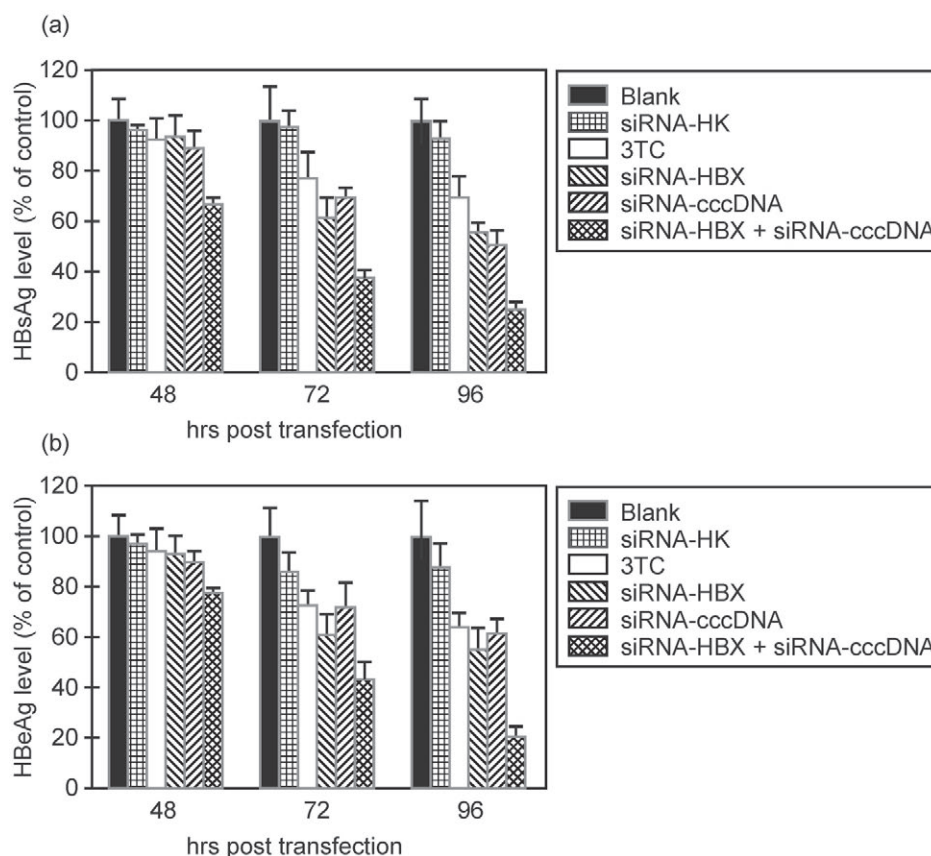 (a)
HBsAg level (% of control)
120
100
80
60
40
20
0
48 72 96
hrs post transfection
Blank
siRNA-HK
3TC
siRNA-HBX
siRNA-cccDNA
siRNA-HBX + siRNA-cccDNA
(b)
HBeAg level (% of control)
120
100
80
60
40
20
0
48 72 96
hrs post transfection
Blank
siRNA-HK
3TC
siRNA-HBX
siRNA-cccDNA
siRNA-HBX + siRNA-cccDNA